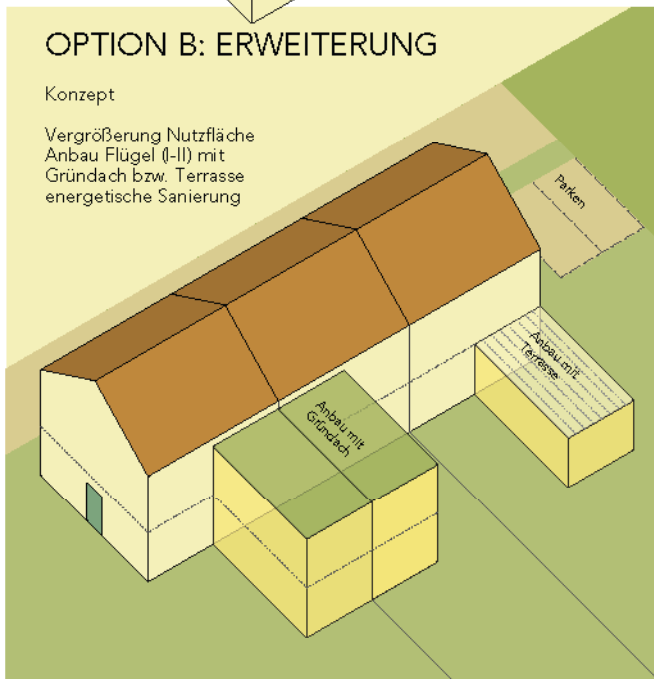 OPTION B: ERWEITERUNG
Konzept
Vergrößerung Nutzfläche
Anbau Flügel (I-II) mit
Gründach bzw. Terrasse
energetische Sanierung
Parken
Anbau mit
Terrasse
Anbau mit
Gründach